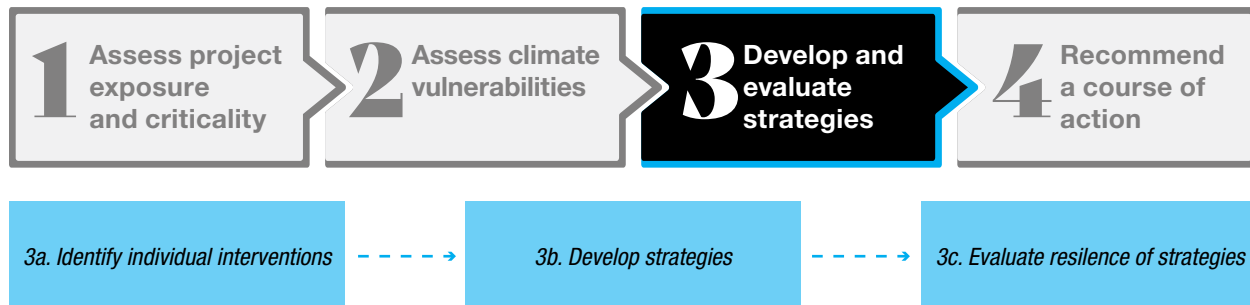 1
Assess project
exposure
and criticality
2
Assess climate
vulnerabilities
3
Develop and
evaluate
strategies
4
Recommend
a course of
action
3a. Identify individual interventions
3b. Develop strategies
3c. Evaluate resilence of strategies